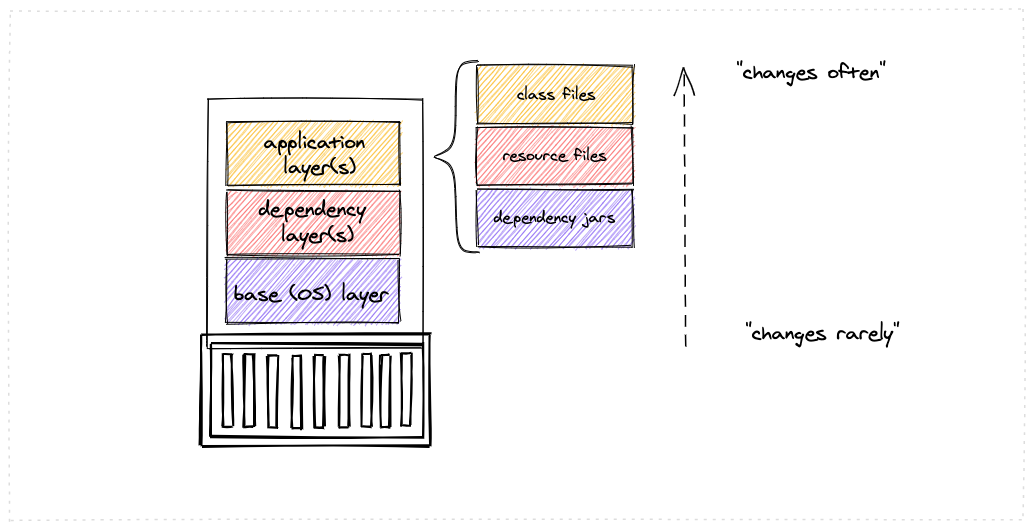 application
layer(s)
dependency
layer(s)
base (OS) layer
class files
resource files
dependency jars
"changes often"
"changes rarely"